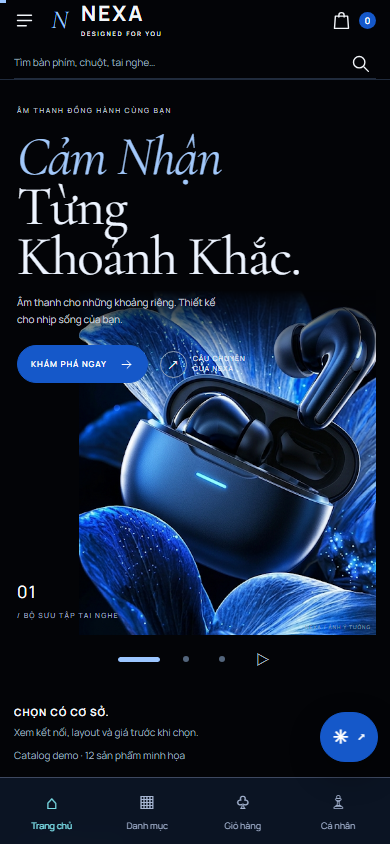 N NEXA
DESIGNED FOR YOU
0
Tìm bàn phím, chuột, tai nghe...
ÂM THANH ĐỒNG HÀNH CÙNG BẠN
Cảm Nhận
Từng
Khoảnh Khắc.
Âm thanh cho những khoảng riêng. Thiết kế
cho nhịp sống của bạn.
KHÁM PHÁ NGAY
CÂU CHUYỆN
CỦA NEXA
01
/ BỘ SƯU TẬP TAI NGHE
ẢNH Ý TƯỞNG
CHỌN CÓ CƠ SỞ.
Xem kết nối, layout và giá trước khi chọn.
Catalog demo · 12 sản phẩm minh họa
Trang chủ
Danh mục
Giỏ hàng
Cá nhân